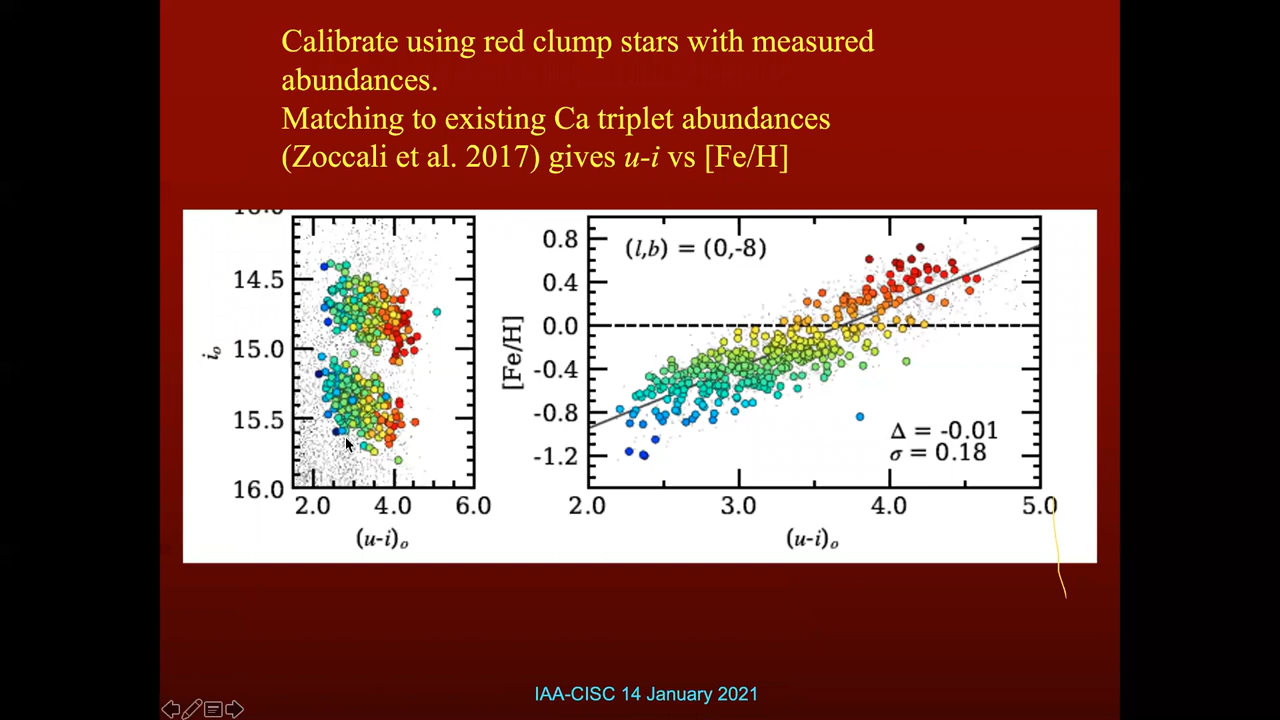 Calibrate using red clump stars with measured
abundances.
Matching to existing Ca triplet abundances
(Zoccali et al. 2017) gives u-i vs [Fe/H]
14.5
15.0
15.5
16.0
i₀
2.0 4.0 6.0
(u-i)₀
0.8
0.4
0.0
-0.4
-0.8
-1.2
[Fe/H]
(l,b) = (0,-8)
Δ = -0.01
σ = 0.18
2.0 3.0 4.0 5.0
(u-i)₀
IAA-CISC 14 January 2021